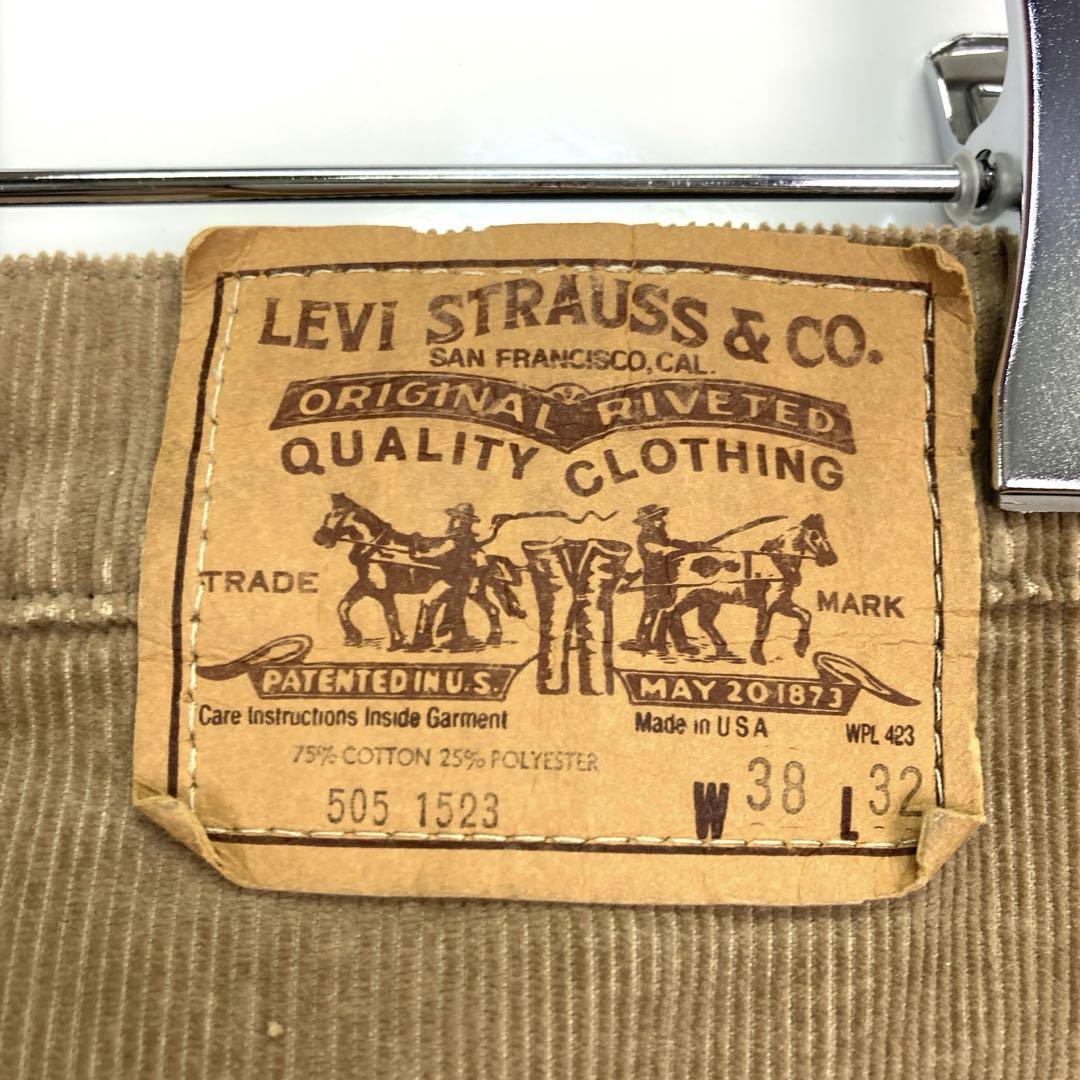 LEVI STRAUSS & CO.
SAN FRANCISCO, CAL.
ORIGINAL RIVETED
QUALITY CLOTHING
TRADE MARK
PATENTED IN U.S. MAY 20 1873
Care Instructions Inside Garment Made in U S A WPL 423
75% COTTON 25% POLYESTER
505 1523 W 38 L 32